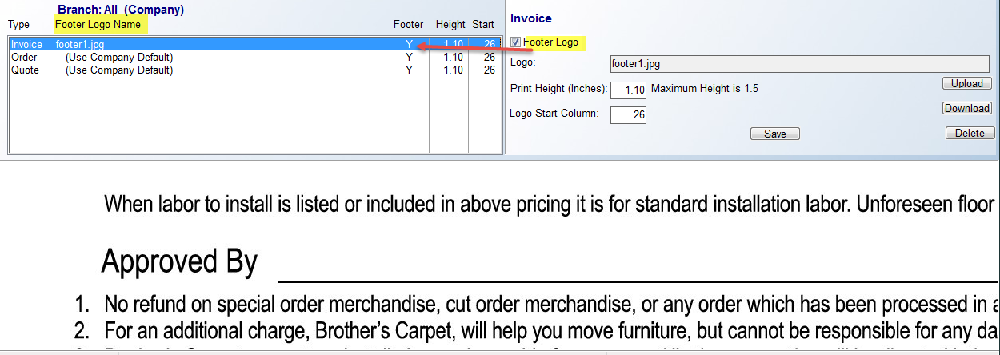 Branch: All (Company)
Type Footer Logo Name Footer Height Start
Invoice footer1.jpg Y 1.10 26
Order (Use Company Default) Y 1.10 26
Quote (Use Company Default) Y 1.10 26
Invoice
Footer Logo
Logo: footer1.jpg
Print Height (Inches): 1.10 Maximum Height is 1.5 Upload
Logo Start Column: 26 Download
Save Delete
When labor to install is listed or included in above pricing it is for standard installation labor. Unforeseen floor
Approved By
1. No refund on special order merchandise, cut order merchandise, or any order which has been processed in a
2. For an additional charge, Brother's Carpet, will help you move furniture, but cannot be responsible for any da